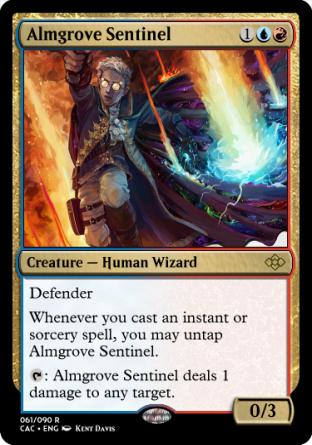 Almgrove Sentinel 1
Creature — Human Wizard
Defender
Whenever you cast an instant or
sorcery spell, you may untap
Almgrove Sentinel.
: Almgrove Sentinel deals 1
damage to any target.
0/3
061/090 R
CAC • ENG Kent Davis